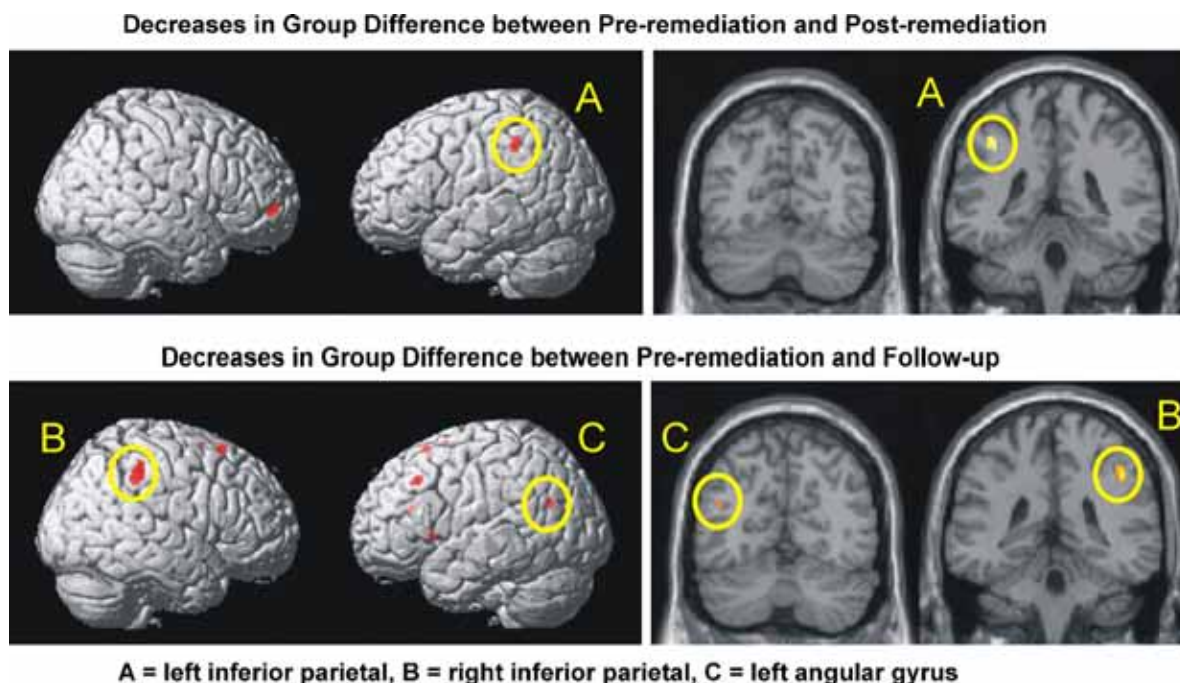 Decreases in Group Difference between Pre-remediation and Post-remediation
A
A
Decreases in Group Difference between Pre-remediation and Follow-up
B
C
C
B
A = left inferior parietal, B = right inferior parietal, C = left angular gyrus